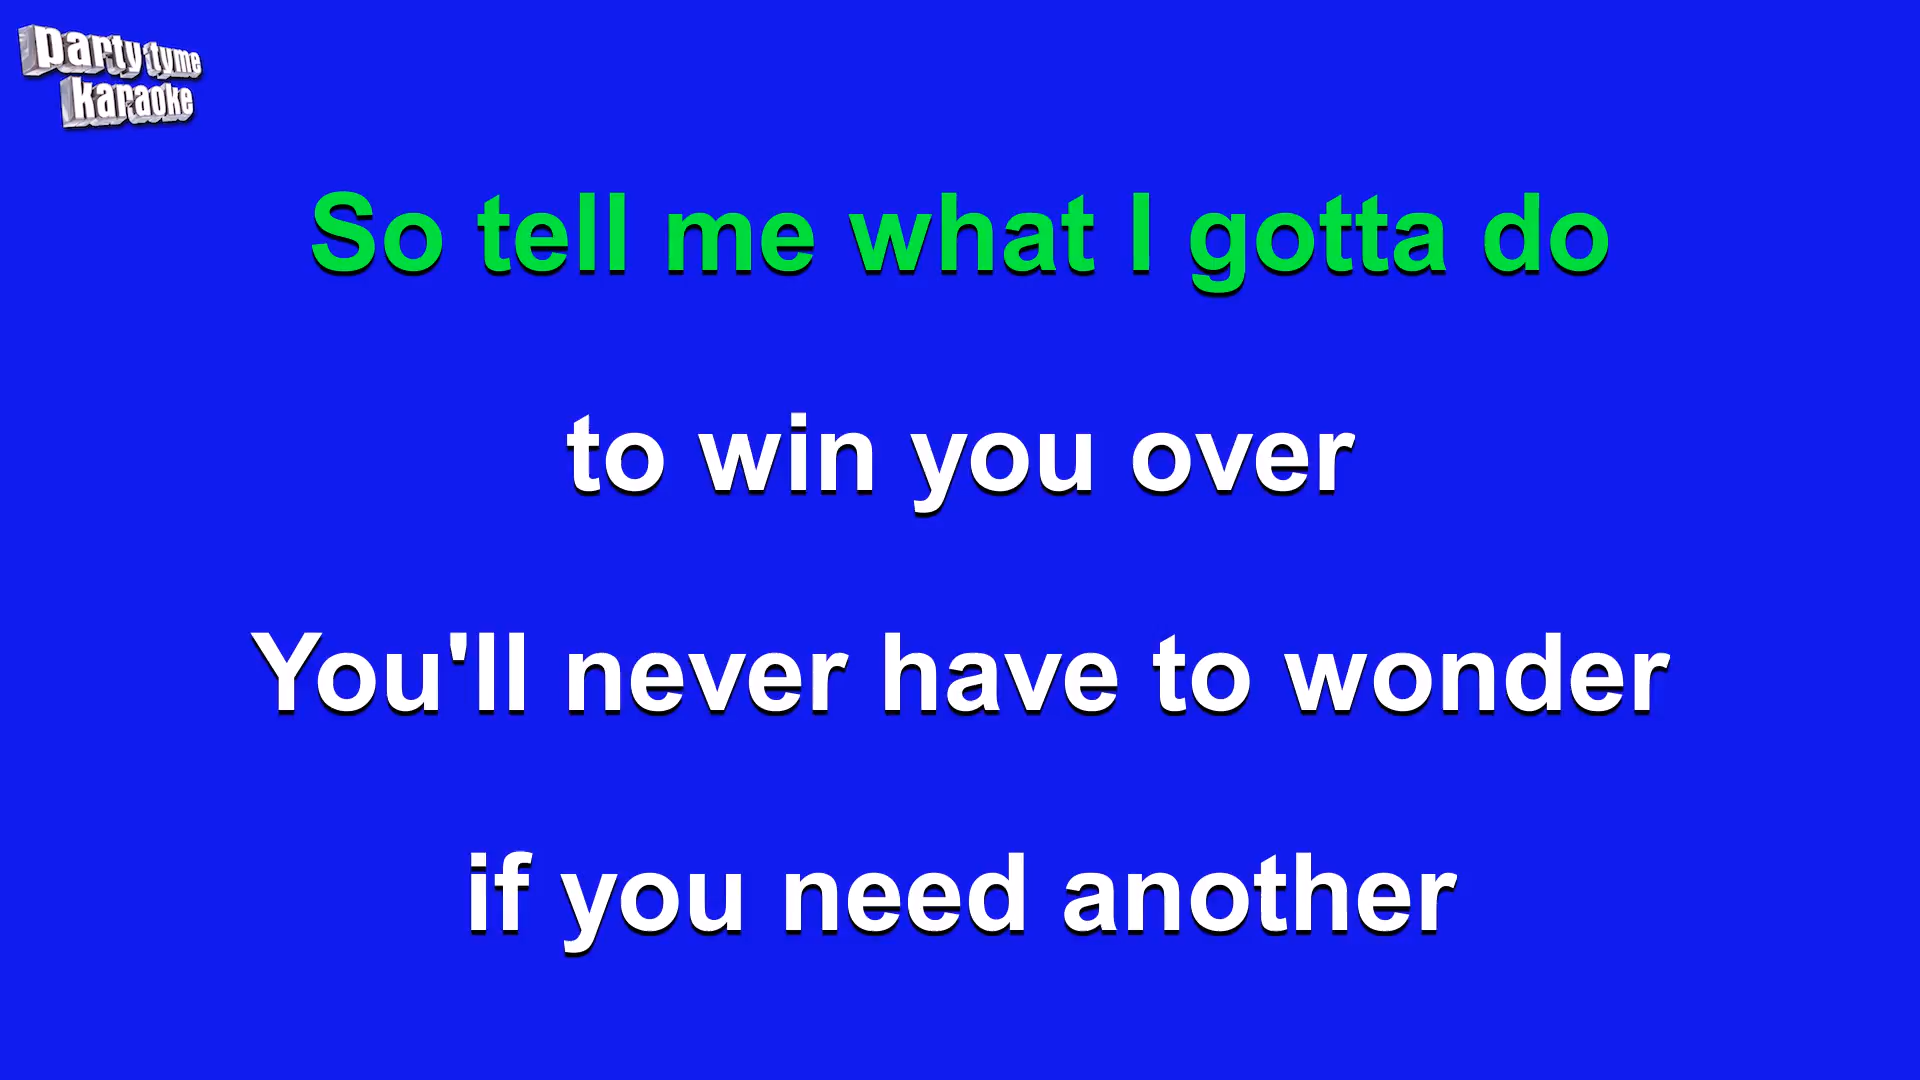 party tyme
karaoke
So tell me what I gotta do
to win you over
You'll never have to wonder
if you need another